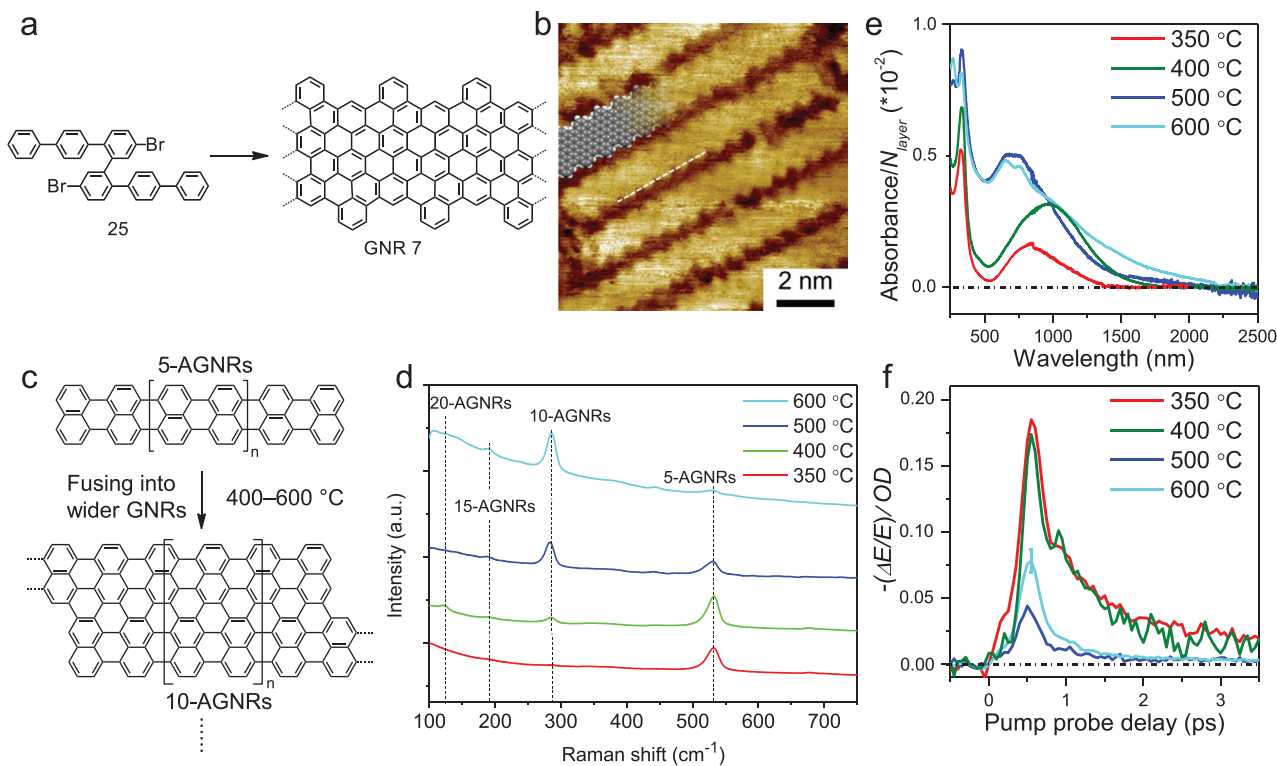 a
Br
Br
25
GNR 7
b
2 nm
c
5-AGNRs
n
Fusing into
wider GNRs
400–600 °C
n
10-AGNRs
d
20-AGNRs
10-AGNRs
15-AGNRs
5-AGNRs
600 °C
500 °C
400 °C
350 °C
Intensity (a.u.)
100 200 300 400 500 600 700
Raman shift (cm-1)
e
350 °C
400 °C
500 °C
600 °C
1.0
0.5
0.0
Absorbance/Nlayer (*10-2)
500 1000 1500 2000 2500
Wavelength (nm)
f
350 °C
400 °C
500 °C
600 °C
0.20
0.15
0.10
0.05
0.00
-(ΔE/E)/ OD
0 1 2 3
Pump probe delay (ps)